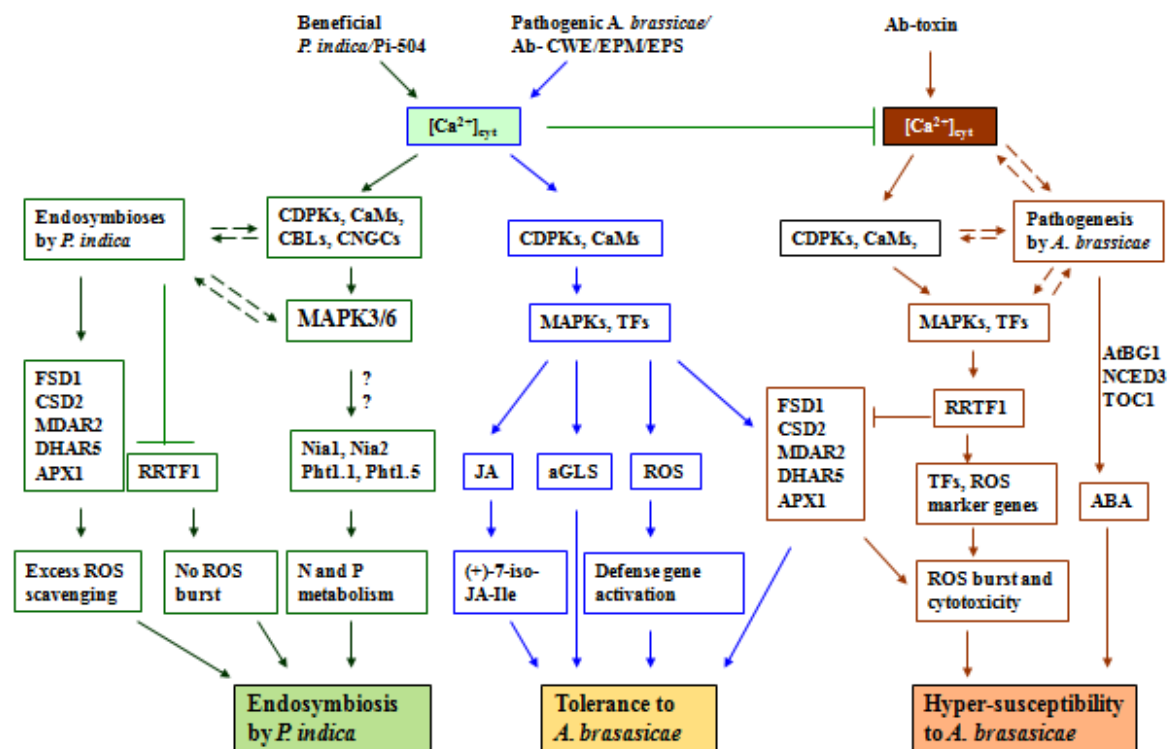 Beneficial
P. indica/Pi-504
Pathogenic A. brassicae/
Ab- CWE/EPM/EPS
Ab-toxin
[Ca²⁺]cyt
[Ca²⁺]cyt
Endosymbioses
by P. indica
CDPKs, CaMs,
CBLs, CNGCs
CDPKs, CaMs
CDPKs, CaMs,
Pathogenesis
by A. brassicae
MAPK3/6
MAPKs, TFs
MAPKs, TFs
AtBG1
NCED3
TOC1
FSD1
CSD2
MDAR2
DHAR5
APX1
RRTF1
?
?
Nia1, Nia2
Pht1.1, Pht1.5
JA
aGLS
ROS
FSD1
CSD2
MDAR2
DHAR5
APX1
RRTF1
TFs, ROS
marker genes
ABA
Excess ROS
scavenging
No ROS
burst
N and P
metabolism
(+)-7-iso-
JA-Ile
Defense gene
activation
ROS burst and
cytotoxicity
Endosymbiosis
by P. indica
Tolerance to
A. brasasicae
Hyper-susceptibility
to A. brasasicae